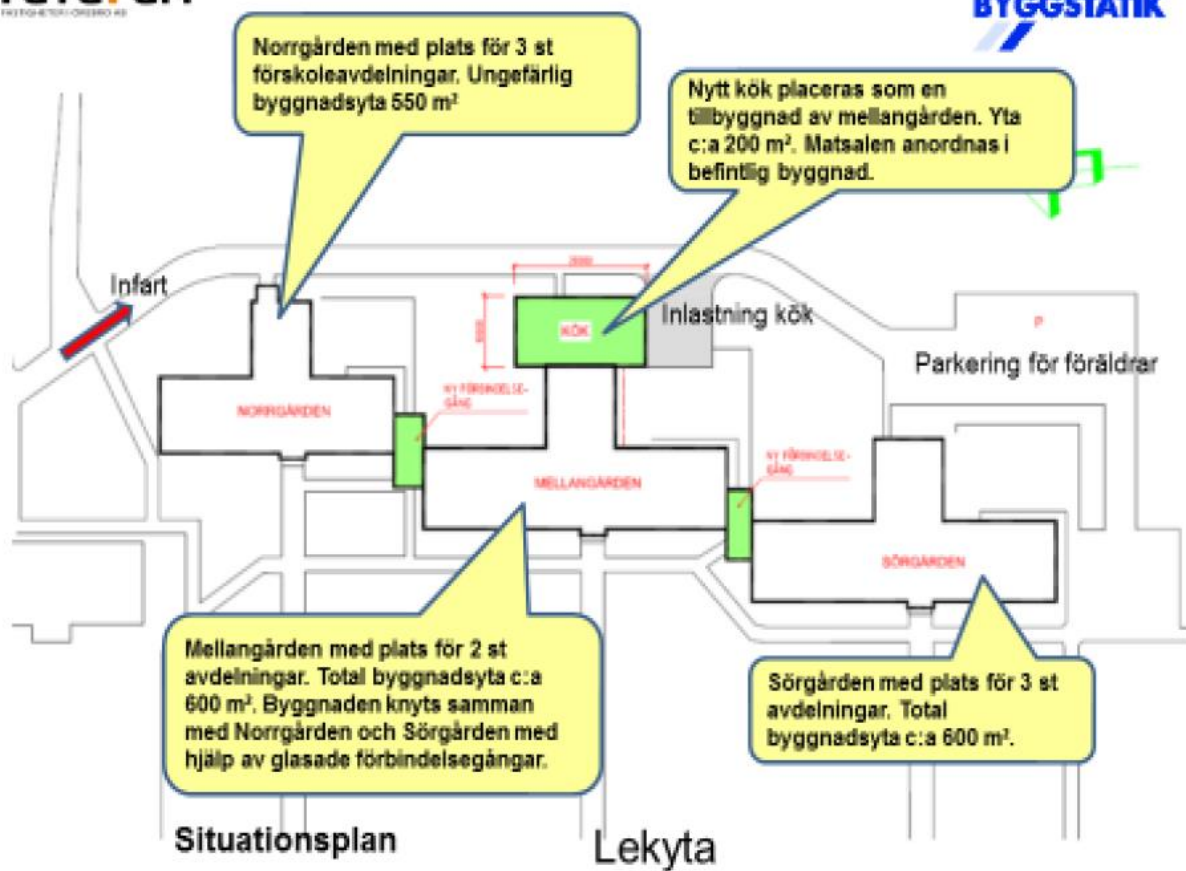 FASTIGHETER I ÖREBRO AB
BYGGSTATIK
Norrgården med plats för 3 st
förskoleavdelningar. Ungefärlig
byggnadsyta 550 m²
Nytt kök placeras som en
tillbyggnad av mellangården. Yta
c:a 200 m². Matsalen anordnas i
befintlig byggnad.
Infart
KÖK
Inlastning kök
P
Parkering för föräldrar
NORRGÅRDEN
NY FÖRBINDELSE-
GÅNG
MELLANGÅRDEN
NY FÖRBINDELSE-
GÅNG
SÖRGÅRDEN
Mellangården med plats för 2 st
avdelningar. Total byggnadsyta c:a
600 m². Byggnaden knyts samman
med Norrgården och Sörgården med
hjälp av glasade förbindelsegångar.
Sörgården med plats för 3 st
avdelningar. Total
byggnadsyta c:a 600 m².
Situationsplan
Lekyta